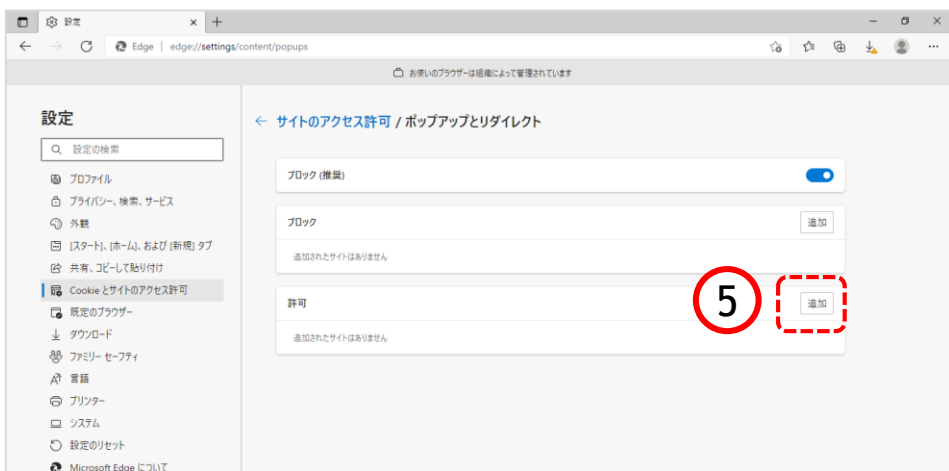 設定
Edge | edge://settings/content/popups
お使いのブラウザーは組織によって管理されています
設定
設定の検索
プロファイル
プライバシー、検索、サービス
外観
[スタート]、[ホーム]、および [新規] タブ
共有、コピーして貼り付け
Cookie とサイトのアクセス許可
既定のブラウザー
ダウンロード
ファミリー セーフティ
言語
プリンター
システム
設定のリセット
Microsoft Edge について
サイトのアクセス許可 / ポップアップとリダイレクト
ブロック (推奨)
ブロック
追加
追加されたサイトはありません
許可
5
追加
追加されたサイトはありません